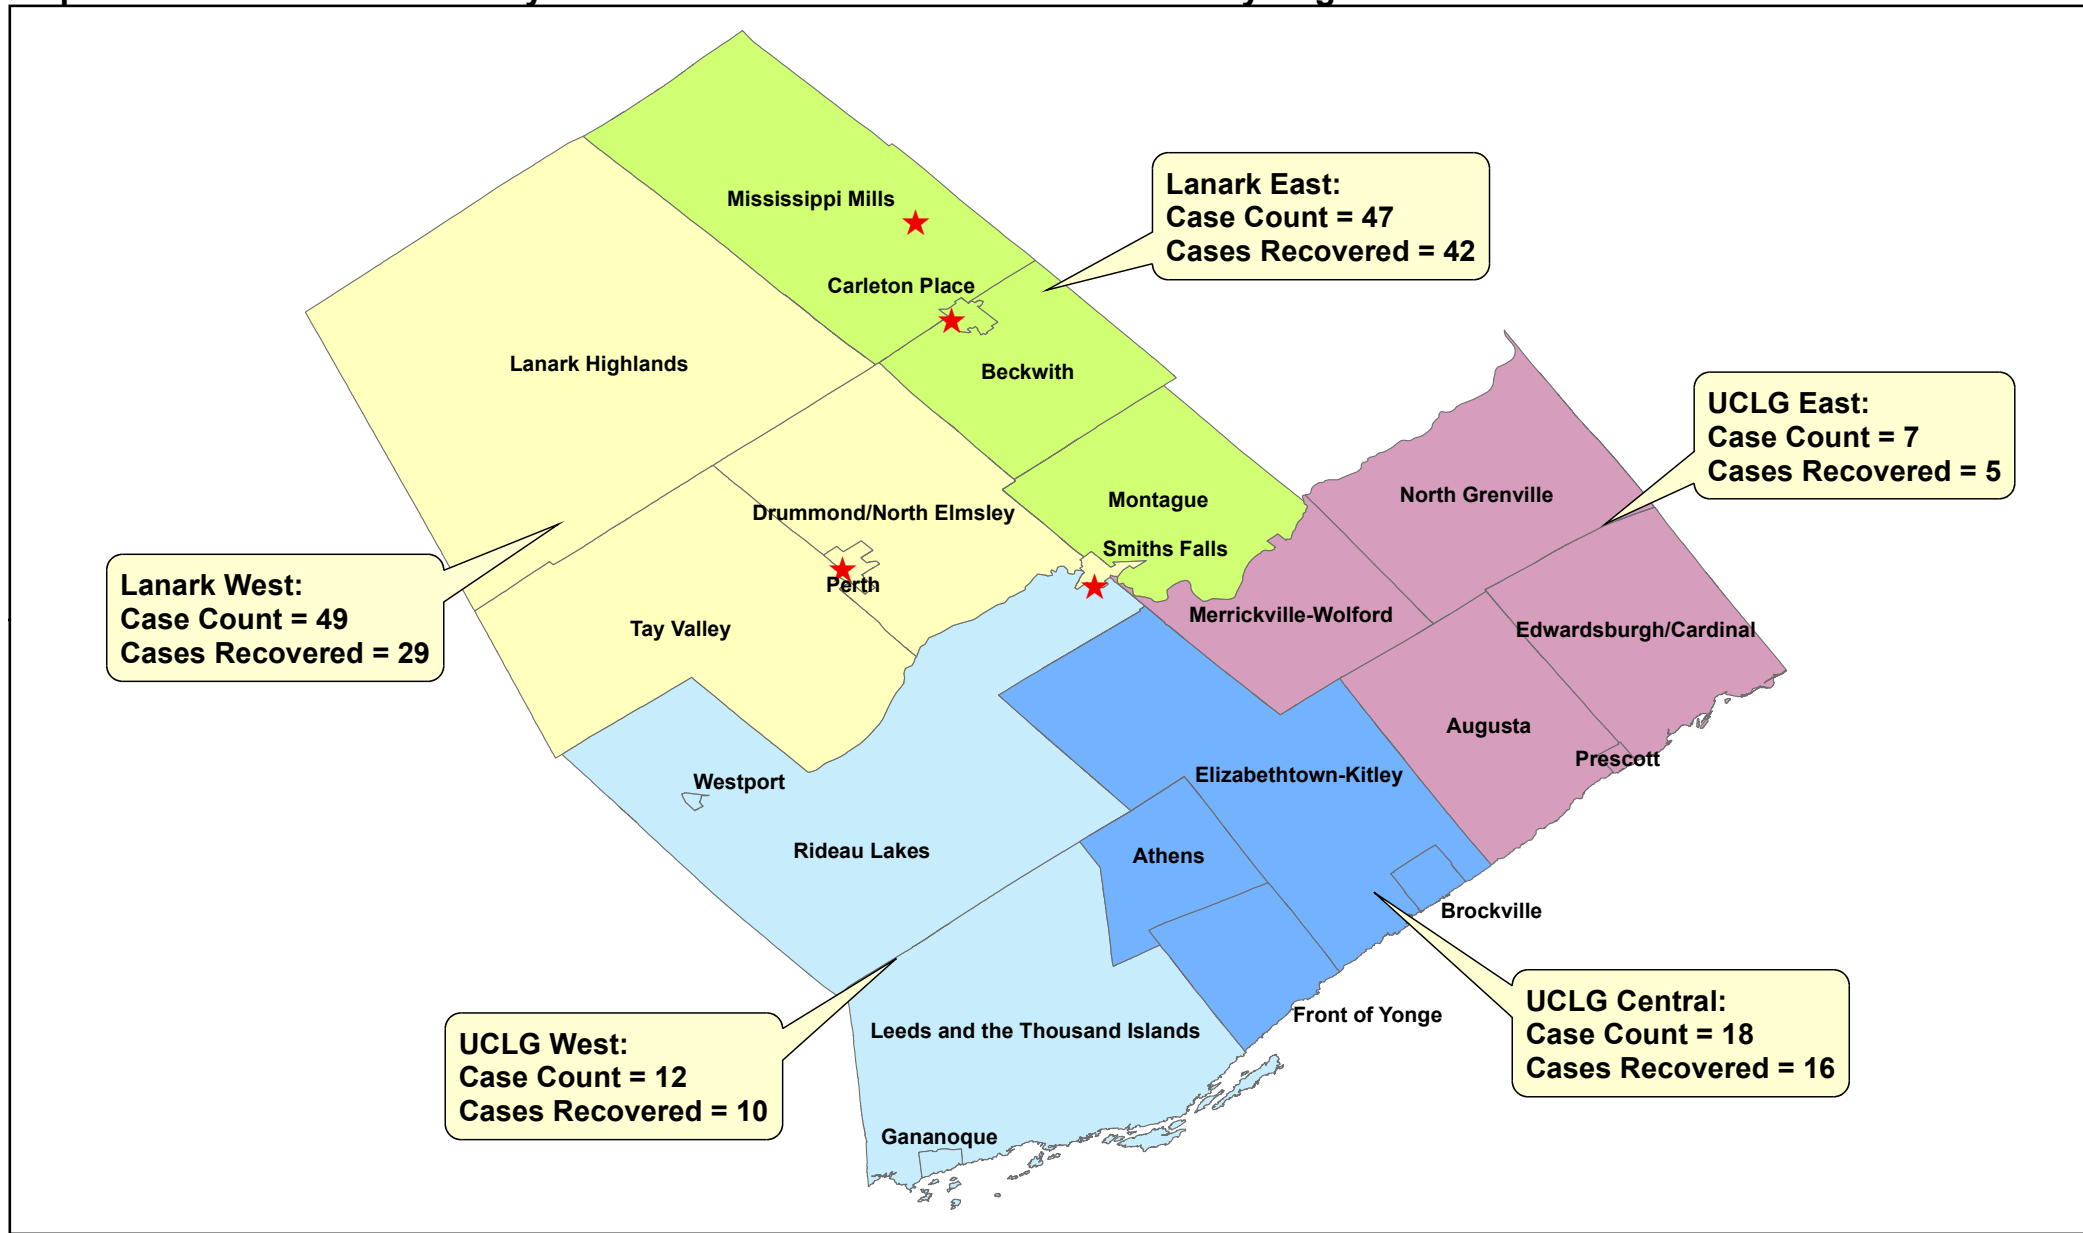 Mississippi Mills
Lanark East:
Case Count = 47
Cases Recovered = 42
Carleton Place
Lanark Highlands
Beckwith
UCLG East:
Case Count = 7
Cases Recovered = 5
North Grenville
Montague
Drummond/North Elmsley
Smiths Falls
Perth
Lanark West:
Case Count = 49
Cases Recovered = 29
Tay Valley
Merrickville-Wolford
Edwardsburgh/Cardinal
Augusta
Prescott
Westport
Elizabethtown-Kitley
Rideau Lakes
Athens
Brockville
UCLG Central:
Case Count = 18
Cases Recovered = 16
Front of Yonge
Leeds and the Thousand Islands
UCLG West:
Case Count = 12
Cases Recovered = 10
Gananoque